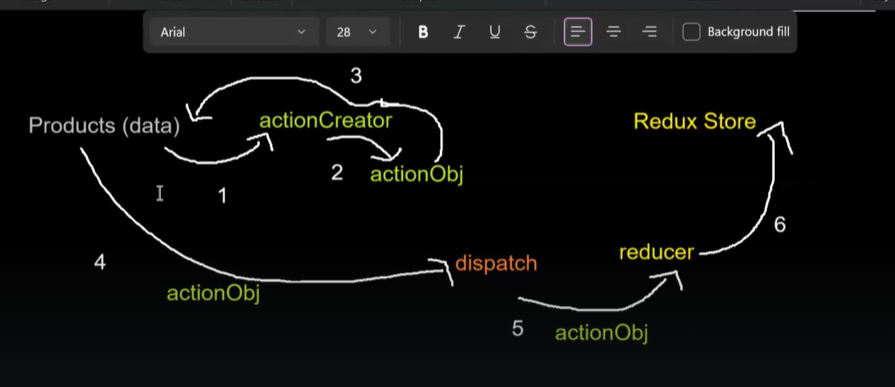 Arial 28 B I U S Background fill
3
Products (data) actionCreator Redux Store
2 actionObj
1
6
reducer
4 dispatch
actionObj
5 actionObj